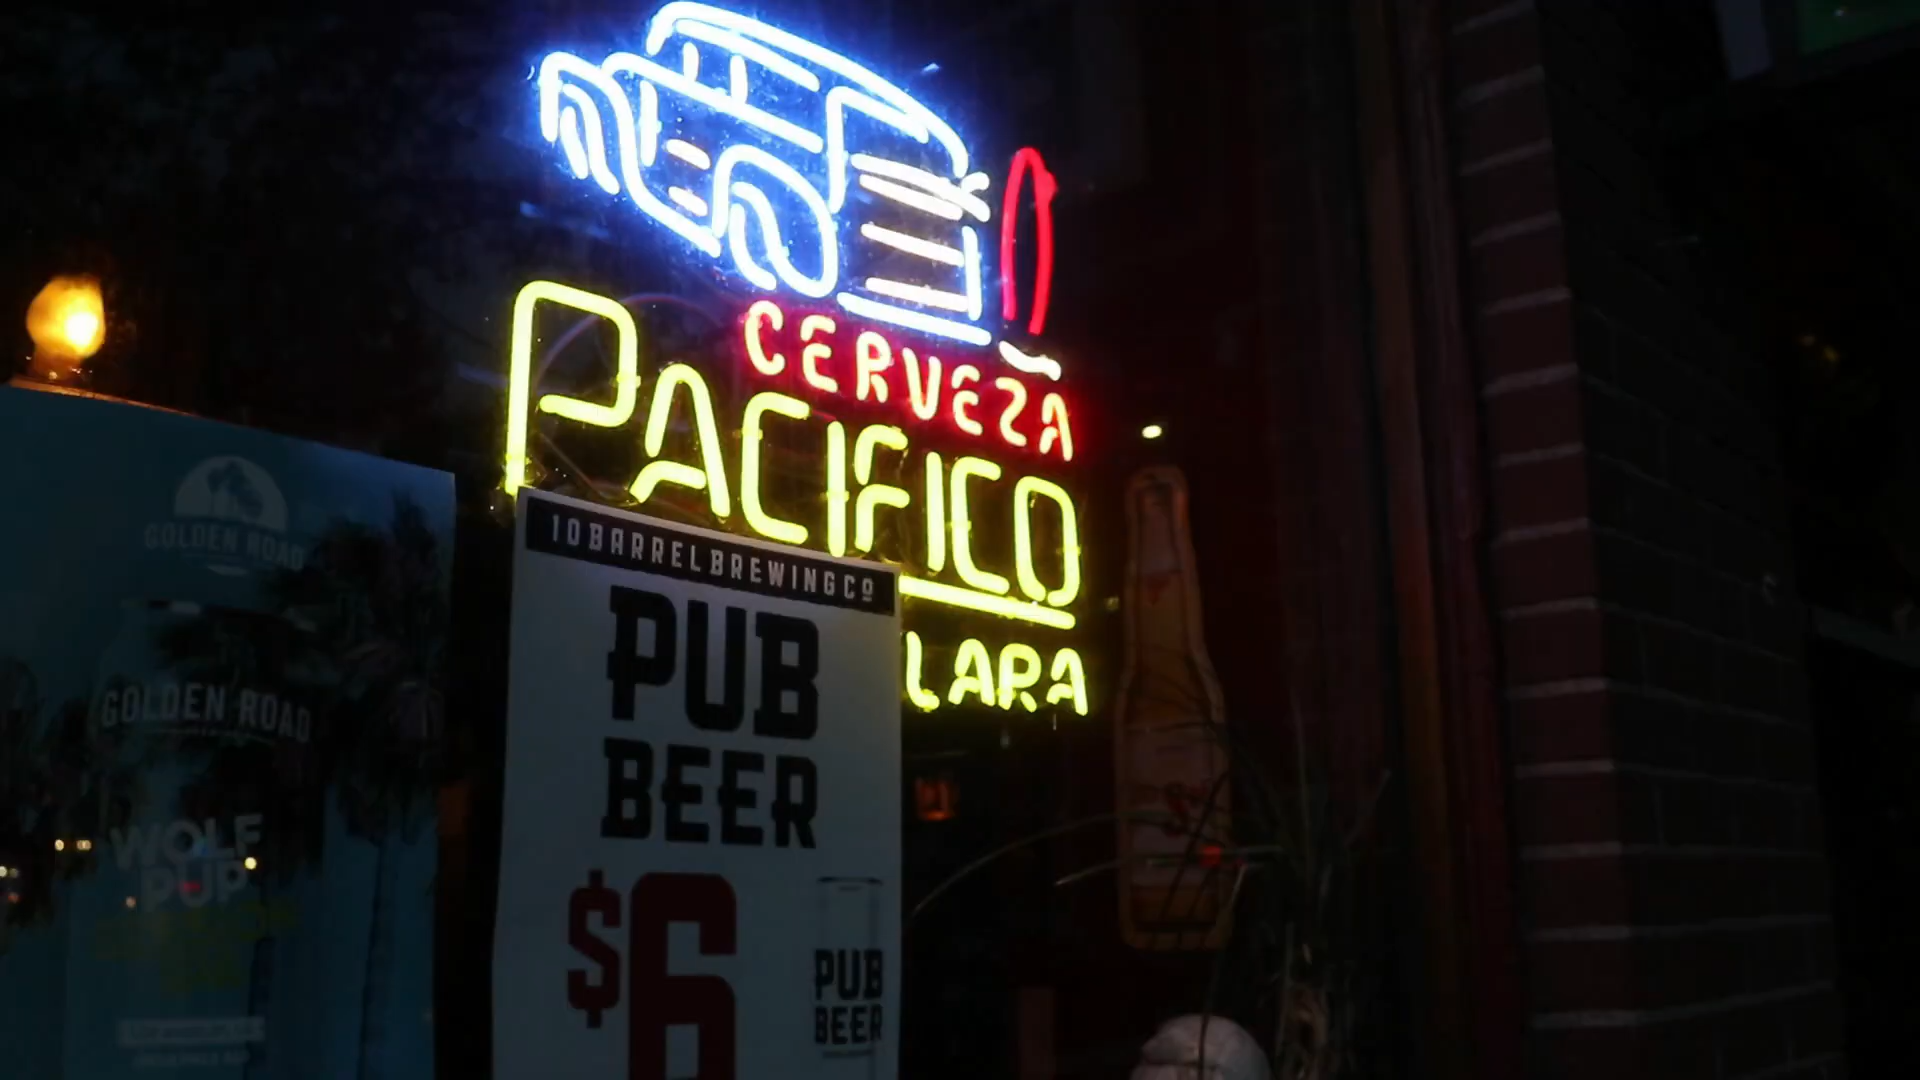 CERVEZA
PACIFICO
LARA
10 BARREL BREWING CO
PUB
BEER
$6
PUB
BEER
GOLDEN ROAD
GOLDEN ROAD
WOLF
PUP